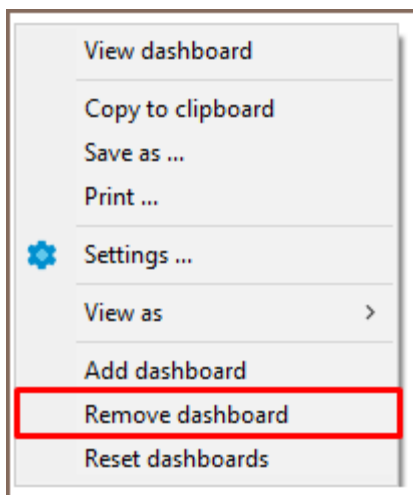 View dashboard
Copy to clipboard
Save as ...
Print ...
Settings ...
View as
Add dashboard
Remove dashboard
Reset dashboards